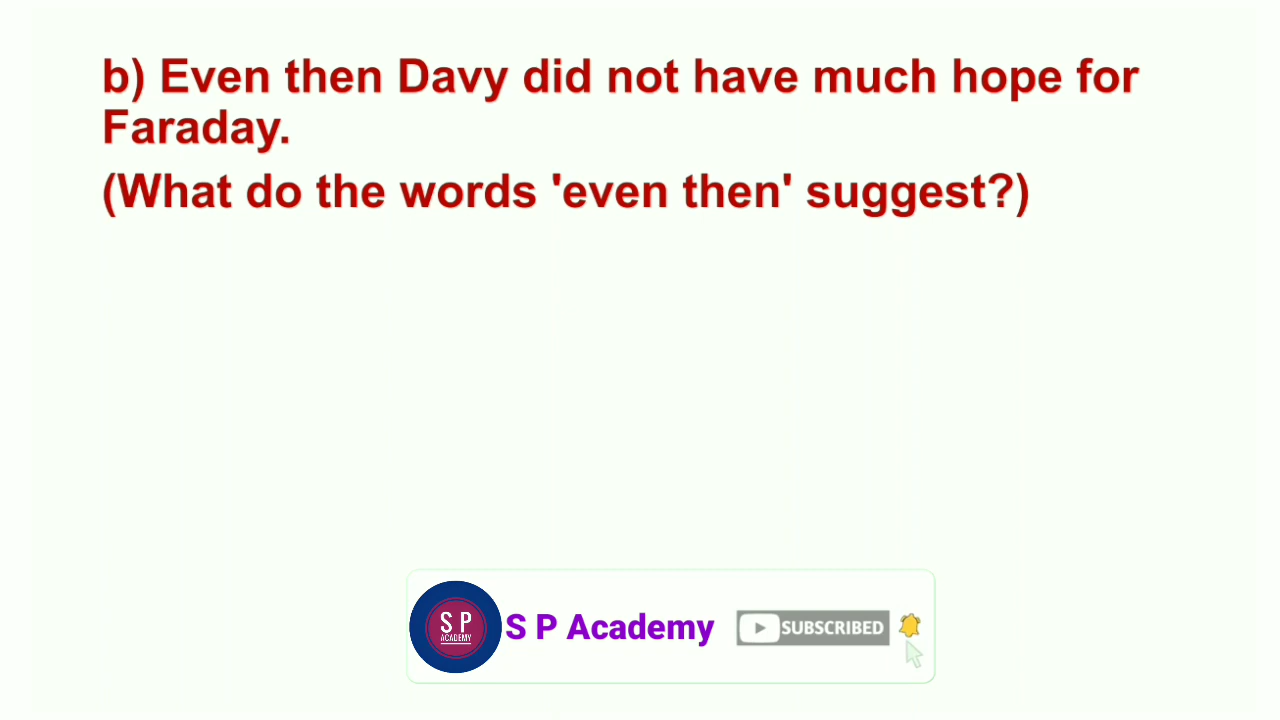 b) Even then Davy did not have much hope for
Faraday.
(What do the words 'even then' suggest?)
S P
ACADEMY
S P Academy
SUBSCRIBED